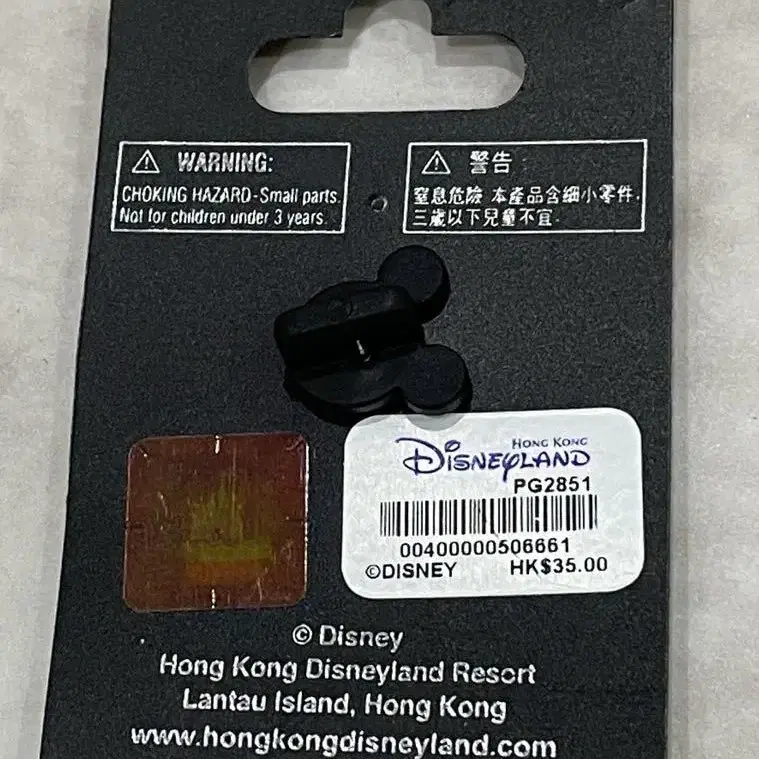 WARNING:
CHOKING HAZARD-Small parts.
Not for children under 3 years.
警告
窒息危險 本產品含細小零件.
三歲以下兒童不宜
HONG KONG
DISNEYLAND
PG2851
00400000506661
©DISNEY HK$35.00
© Disney
Hong Kong Disneyland Resort
Lantau Island, Hong Kong
www.hongkongdisneyland.com